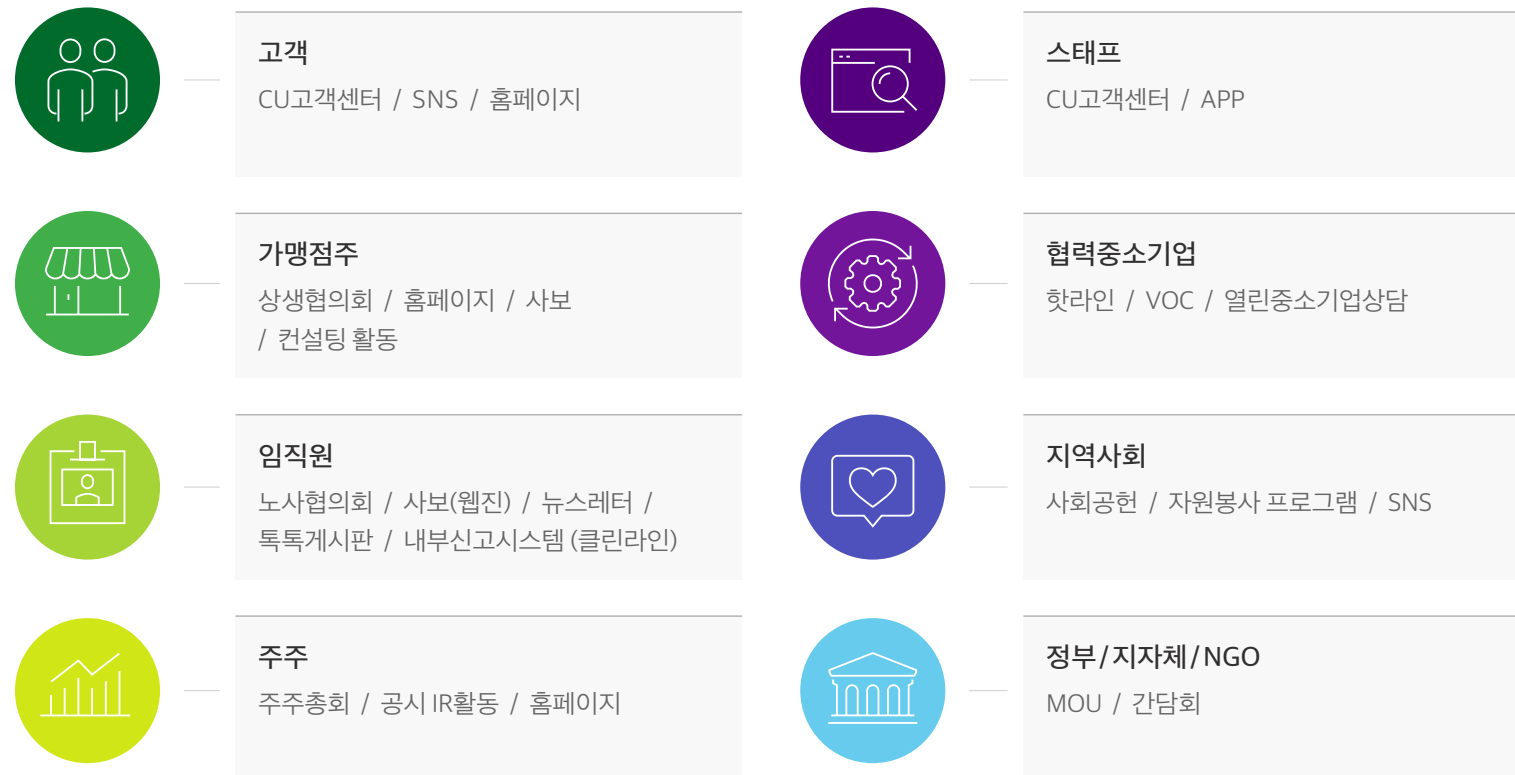 고객
CU고객센터 / SNS / 홈페이지
스태프
CU고객센터 / APP
가맹점주
상생협의회 / 홈페이지 / 사보
/ 컨설팅 활동
협력중소기업
핫라인 / VOC / 열린중소기업상담
임직원
노사협의회 / 사보(웹진) / 뉴스레터 /
톡톡게시판 / 내부신고시스템 (클린라인)
지역사회
사회공헌 / 자원봉사 프로그램 / SNS
주주
주주총회 / 공시 IR활동 / 홈페이지
정부/지자체/NGO
MOU / 간담회